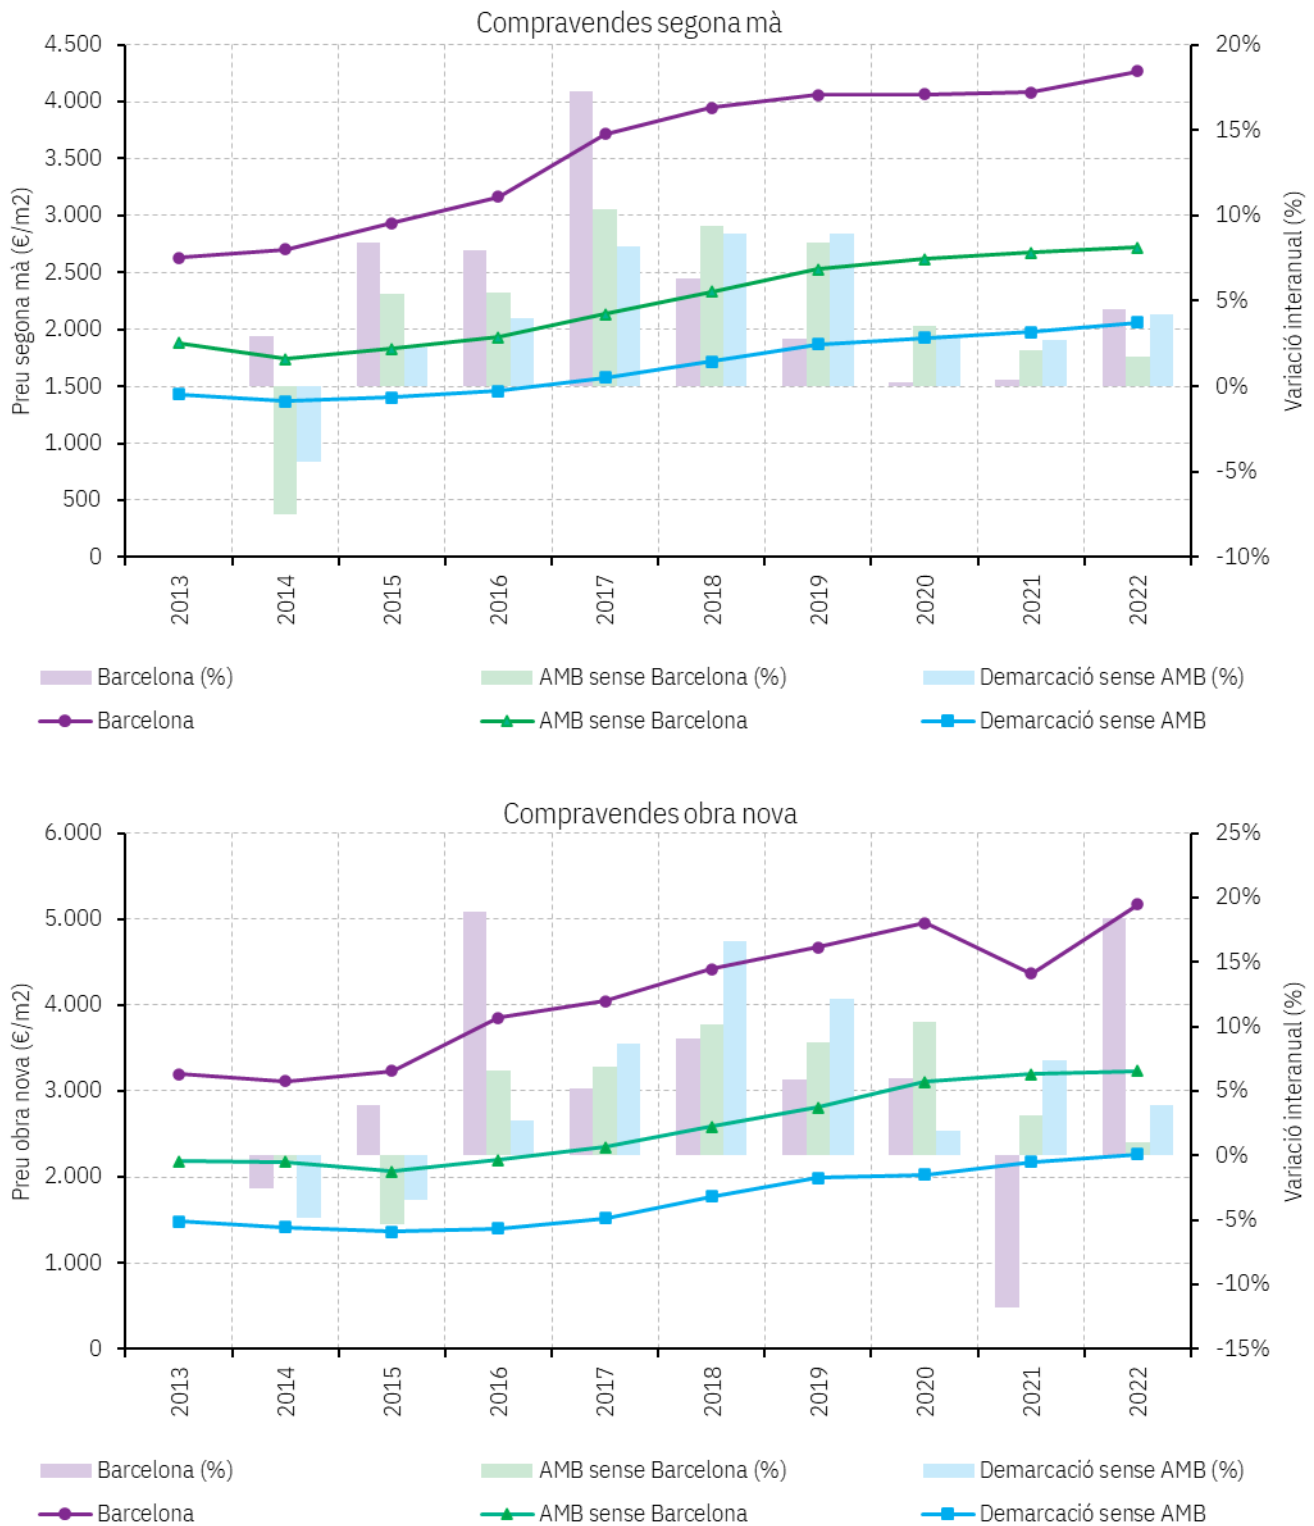 Compravendes segona mà
Preu segona mà (€/m2)
4.500
4.000
3.500
3.000
2.500
2.000
1.500
1.000
500
0
20%
15%
10%
5%
0%
-5%
-10%
Variació interanual (%)
2013 2014 2015 2016 2017 2018 2019 2020 2021 2022
Barcelona (%) AMB sense Barcelona (%) Demarcació sense AMB (%)
Barcelona AMB sense Barcelona Demarcació sense AMB
Compravendes obra nova
Preu obra nova (€/m2)
6.000
5.000
4.000
3.000
2.000
1.000
0
25%
20%
15%
10%
5%
0%
-5%
-10%
-15%
Variació interanual (%)
2013 2014 2015 2016 2017 2018 2019 2020 2021 2022
Barcelona (%) AMB sense Barcelona (%) Demarcació sense AMB (%)
Barcelona AMB sense Barcelona Demarcació sense AMB